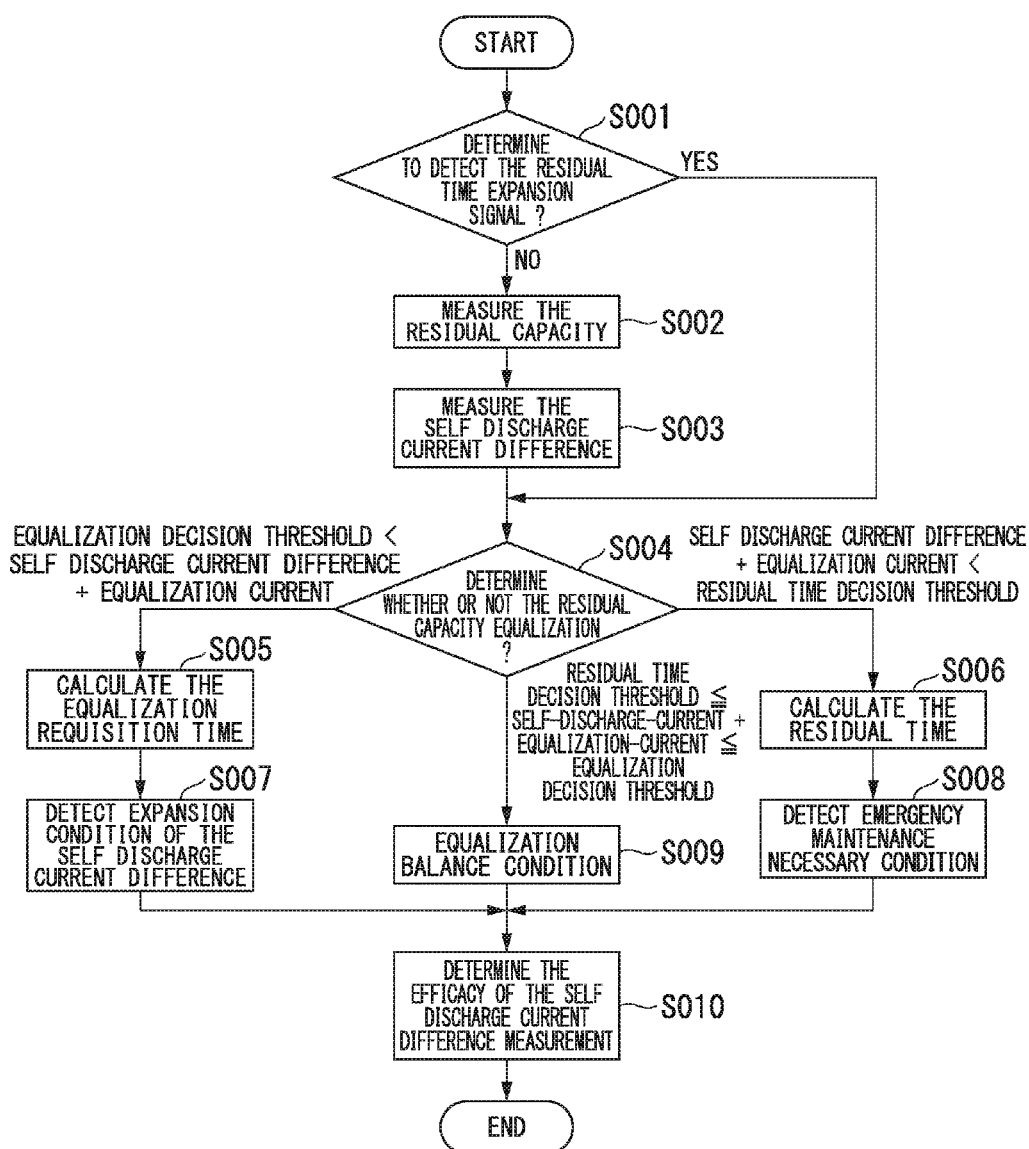 START
S001
DETERMINE
TO DETECT THE RESIDUAL
TIME EXPANSION
SIGNAL ?
YES
NO
MEASURE THE
RESIDUAL CAPACITY
S002
MEASURE THE
SELF DISCHARGE
CURRENT DIFFERENCE
S003
EQUALIZATION DECISION THRESHOLD <
SELF DISCHARGE CURRENT DIFFERENCE
+ EQUALIZATION CURRENT
S004
DETERMINE
WHETHER OR NOT THE RESIDUAL
CAPACITY EQUALIZATION
?
SELF DISCHARGE CURRENT DIFFERENCE
+ EQUALIZATION CURRENT <
RESIDUAL TIME DECISION THRESHOLD
S005
CALCULATE THE
EQUALIZATION
REQUISITION TIME
RESIDUAL TIME
DECISION THRESHOLD ≦
SELF-DISCHARGE-CURRENT +
EQUALIZATION-CURRENT ≦
EQUALIZATION
DECISION THRESHOLD
S006
CALCULATE THE
RESIDUAL TIME
S007
DETECT EXPANSION
CONDITION OF THE
SELF DISCHARGE
CURRENT DIFFERENCE
EQUALIZATION
BALANCE CONDITION
S009
S008
DETECT EMERGENCY
MAINTENANCE
NECESSARY CONDITION
DETERMINE THE
EFFICACY OF THE SELF
DISCHARGE CURRENT
DIFFERENCE MEASUREMENT
S010
END